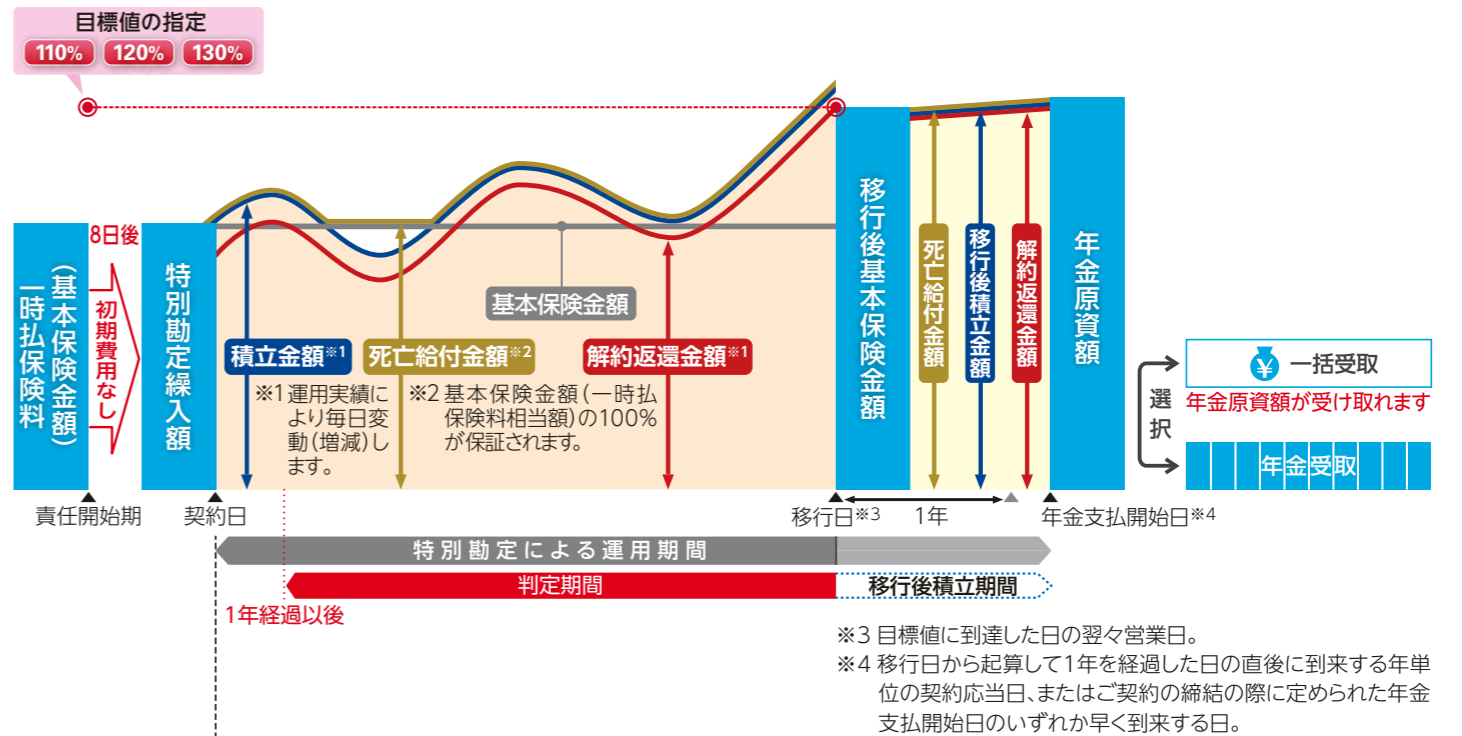 目標値の指定
110% 120% 130%
8日後
一時払保険料
(基本保険金額)
初期費用なし
特別勘定繰入額
基本保険金額
積立金額※1
死亡給付金額※2
解約返還金額※1
※1 運用実績に
より毎日変
動(増減)し
ます。
※2 基本保険金額(一時払
保険料相当額)の100%
が保証されます。
移行後基本保険金額
死亡給付金額
移行後積立金額
解約返還金額
年金原資額
選択
¥ 一括受取
年金原資額が受け取れます
年金受取
責任開始期
契約日
移行日※3
1年
年金支払開始日※4
特別勘定による運用期間
判定期間
移行後積立期間
1年経過以後
※3 目標値に到達した日の翌々営業日。
※4 移行日から起算して1年を経過した日の直後に到来する年単
位の契約応当日、またはご契約の締結の際に定められた年金
支払開始日のいずれか早く到来する日。